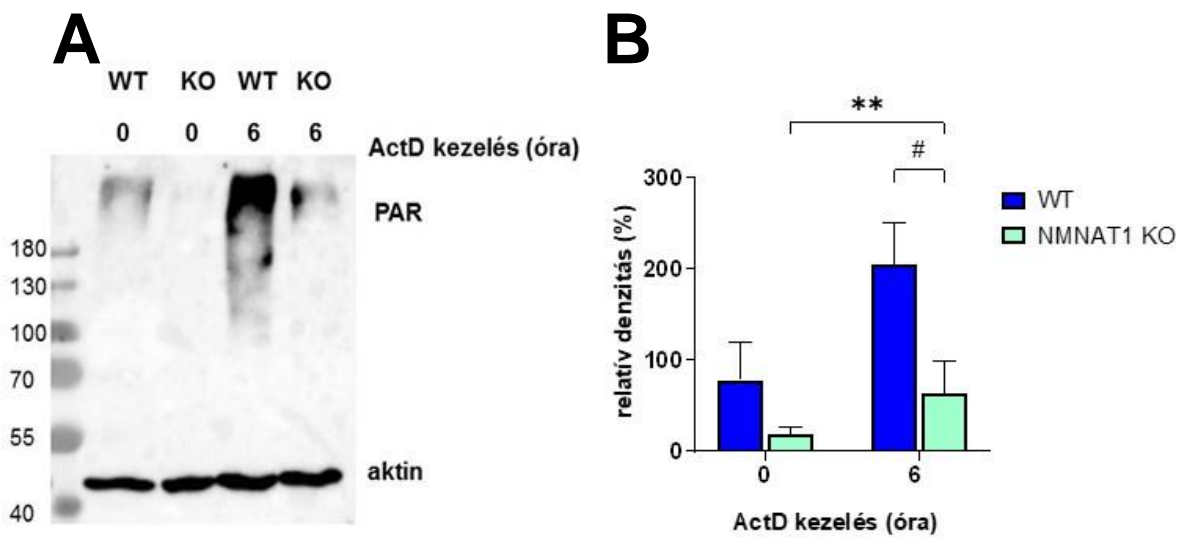 A
WT KO WT KO
0 0 6 6
ActD kezelés (óra)
PAR
180
130
100
70
55
40
aktin
B
**
#
300
200
100
0
relatív denzitás (%)
0 6
ActD kezelés (óra)
WT
NMNAT1 KO